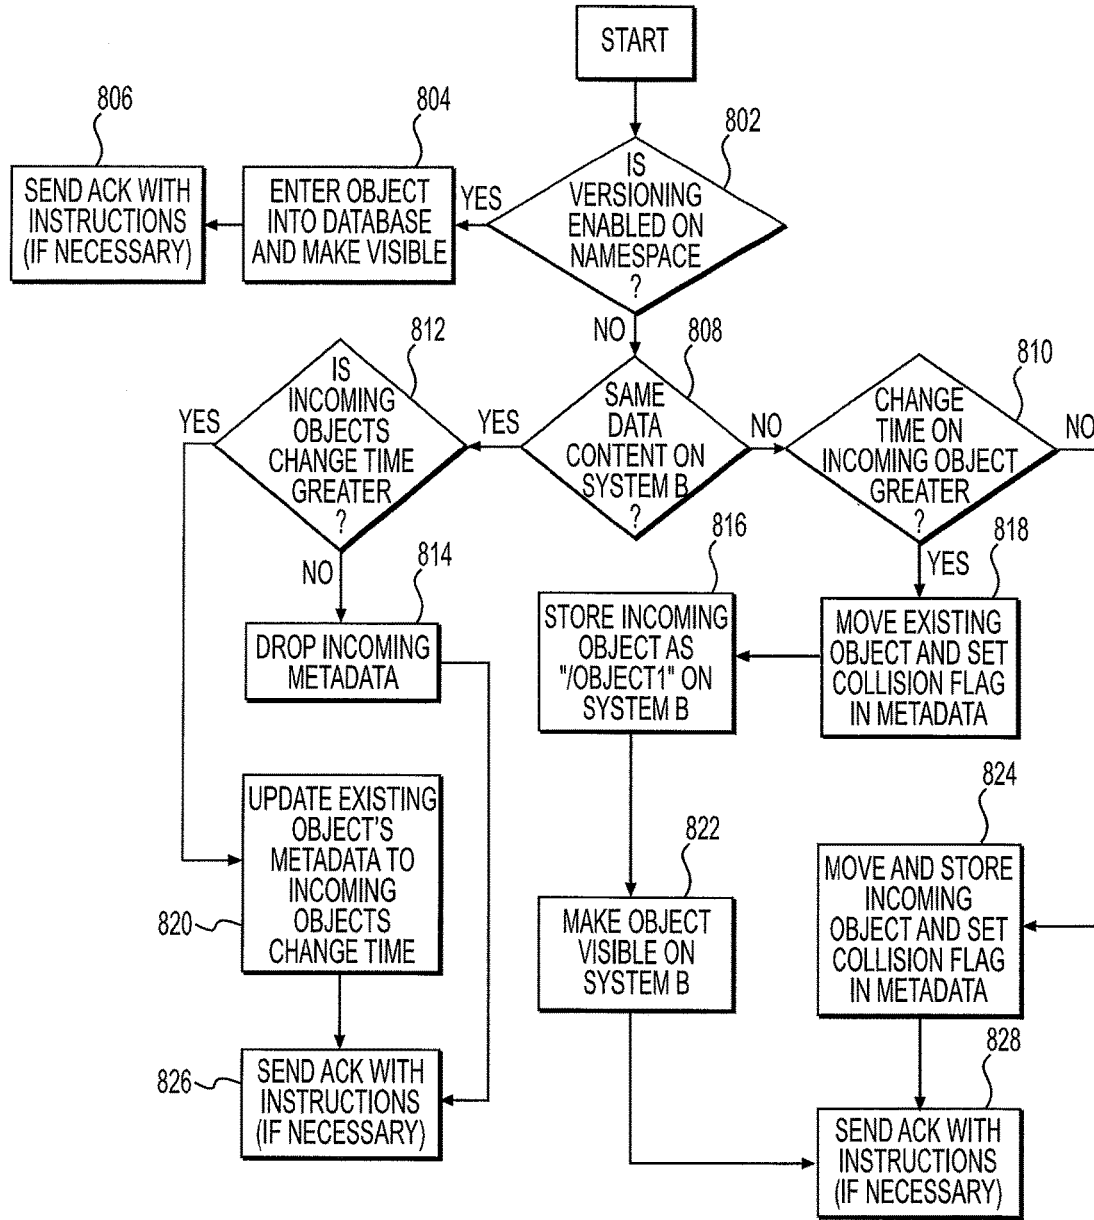 START
802
IS
VERSIONING
ENABLED ON
NAMESPACE
?
YES
804
ENTER OBJECT
INTO DATABASE
AND MAKE VISIBLE
806
SEND ACK WITH
INSTRUCTIONS
(IF NECESSARY)
NO
808
SAME
DATA
CONTENT ON
SYSTEM B
?
YES
812
IS
INCOMING
OBJECTS
CHANGE TIME
GREATER
?
YES
NO
814
DROP INCOMING
METADATA
820
UPDATE EXISTING
OBJECT'S
METADATA TO
INCOMING
OBJECTS
CHANGE TIME
826
SEND ACK WITH
INSTRUCTIONS
(IF NECESSARY)
NO
810
CHANGE
TIME ON
INCOMING OBJECT
GREATER
?
NO
YES
818
MOVE EXISTING
OBJECT AND SET
COLLISION FLAG
IN METADATA
816
STORE INCOMING
OBJECT AS
"/OBJECT1" ON
SYSTEM B
822
MAKE OBJECT
VISIBLE ON
SYSTEM B
824
MOVE AND STORE
INCOMING
OBJECT AND SET
COLLISION FLAG
IN METADATA
828
SEND ACK WITH
INSTRUCTIONS
(IF NECESSARY)